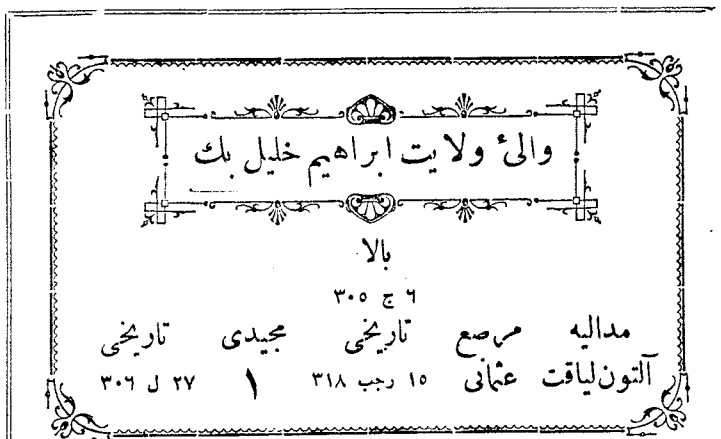 والئ ولایت ابراهیم خلیل بك
بالا
٦ ج ٣٠٥
مدالیه مرصع تاریخی مجیدی تاریخی
آلتون لیاقت عثمانی ١٥ رجب ٣١٨ ١ ٢٧ ل ٣٠٦